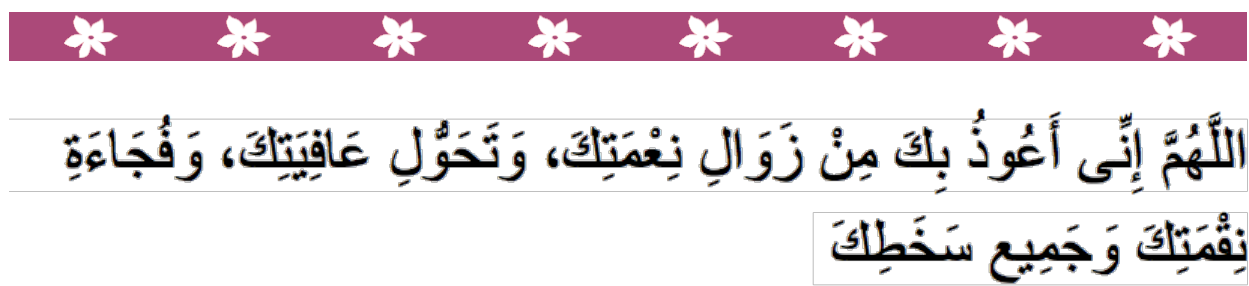 اللَّهُمَّ إِنِّى أَعُوذُ بِكَ مِنْ زَوَالِ نِعْمَتِكَ، وَتَحَوُّلِ عَافِيَتِكَ، وَفُجَاءَةِ
نِقْمَتِكَ وَجَمِيع سَخَطِكَ